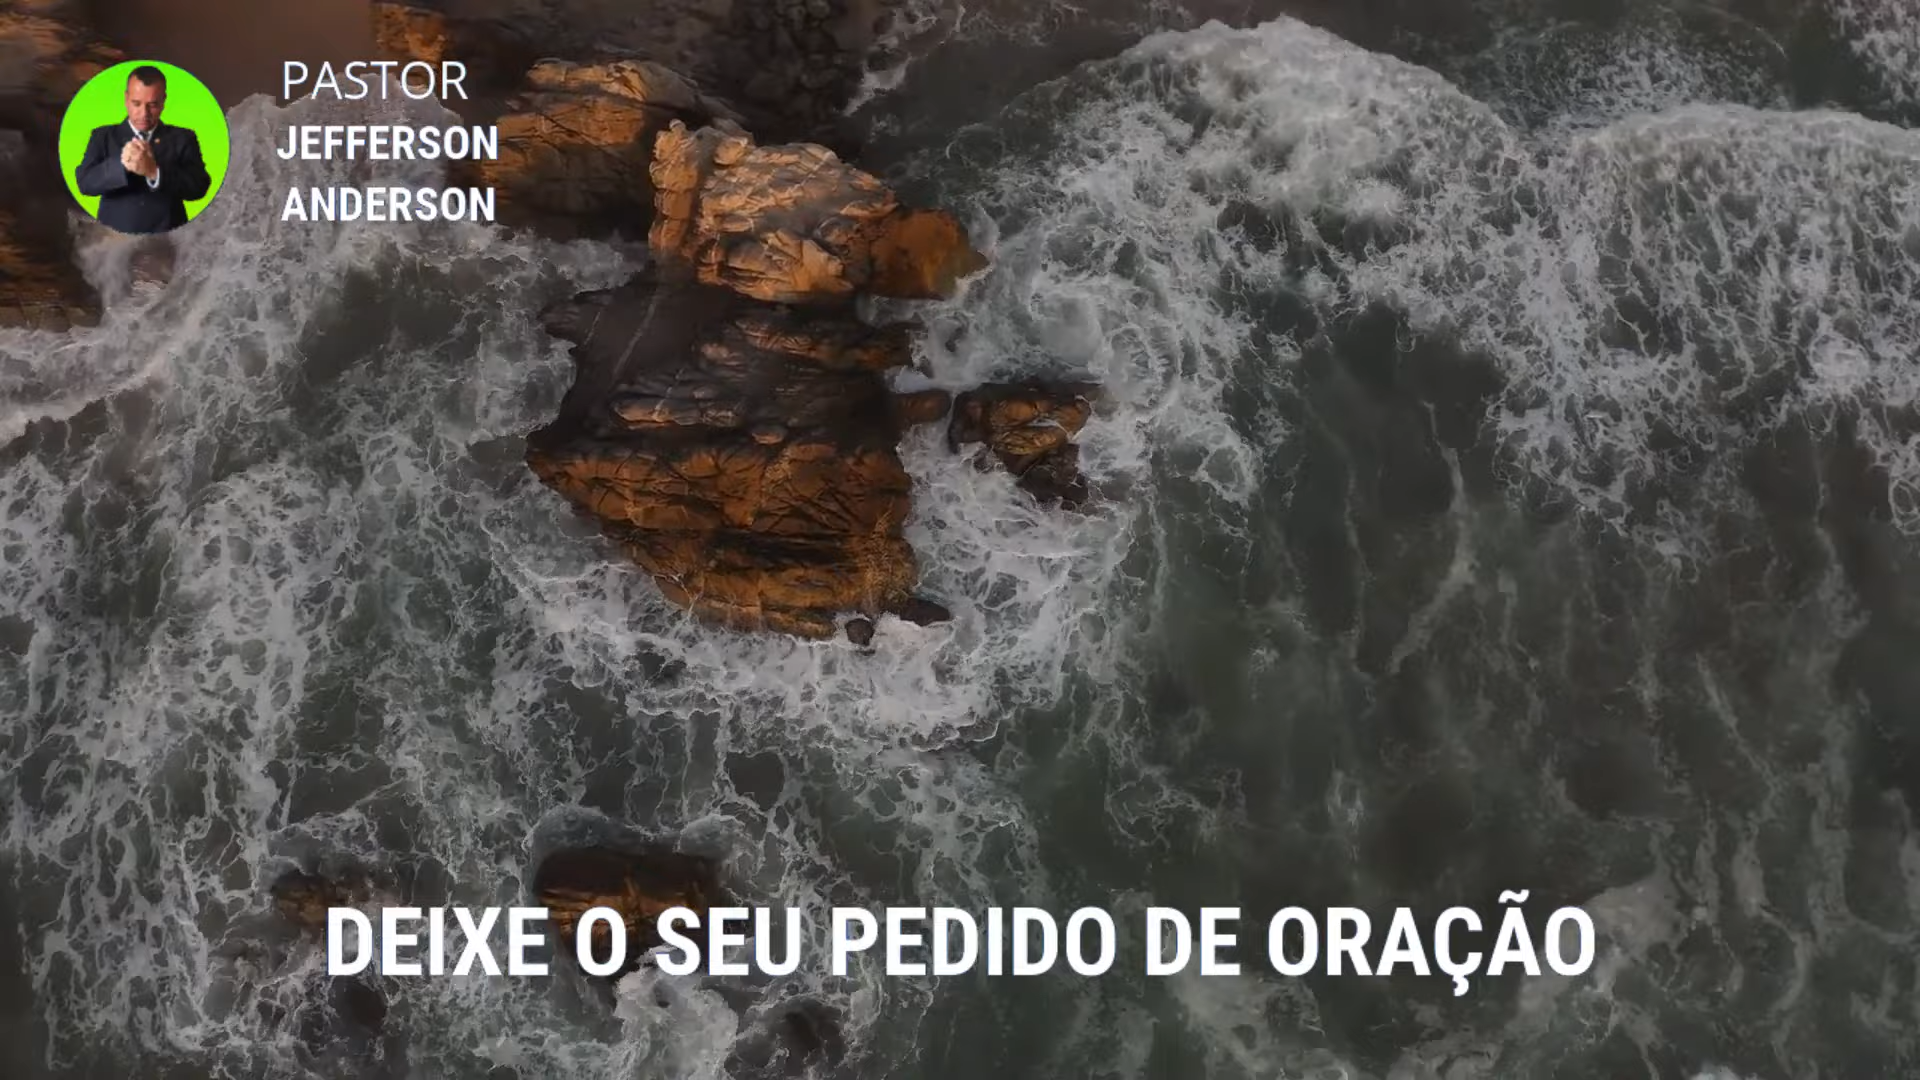 PASTOR
JEFFERSON
ANDERSON
DEIXE O SEU PEDIDO DE ORAÇÃO